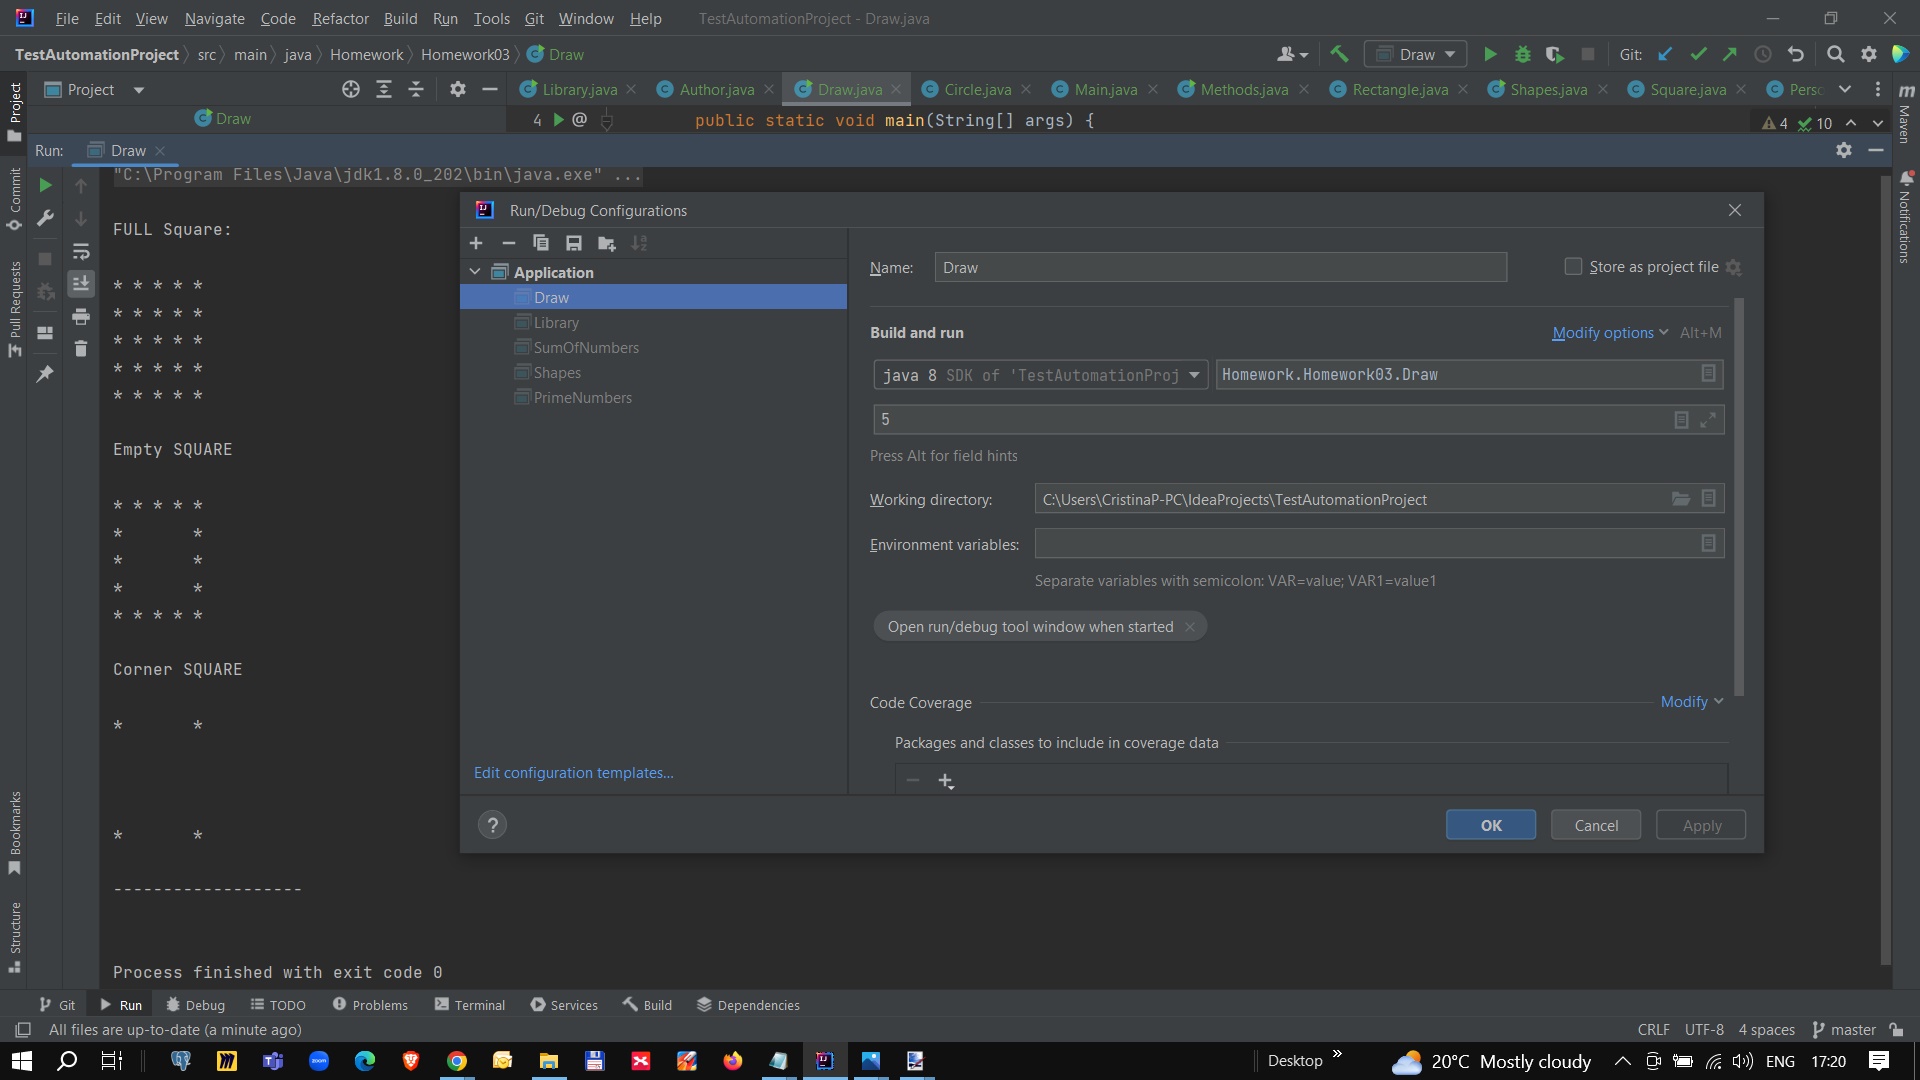 File Edit View Navigate Code Refactor Build Run Tools Git Window Help TestAutomationProject - Draw.java
TestAutomationProject src main java Homework Homework03 Draw Draw Git:
Project Library.java Author.java Draw.java Circle.java Main.java Methods.java Rectangle.java Shapes.java Square.java Perso
Draw 4 @ public static void main(String[] args) { 4 10
Run: Draw
"C:\Program Files\Java\jdk1.8.0_202\bin\java.exe" ...
FULL Square:
* * * * *
* * * * *
* * * * *
* * * * *
* * * * *
Empty SQUARE
* * * * *
*       *
*       *
*       *
* * * * *
Corner SQUARE
*       *
*       *
-------------------
Process finished with exit code 0
Run/Debug Configurations
Application
Draw
Library
SumOfNumbers
Shapes
PrimeNumbers
Edit configuration templates...
Name: Draw Store as project file
Build and run Modify options Alt+M
java 8 SDK of 'TestAutomationProj Homework.Homework03.Draw
5
Press Alt for field hints
Working directory: C:\Users\CristinaP-PC\IdeaProjects\TestAutomationProject
Environment variables:
Separate variables with semicolon: VAR=value; VAR1=value1
Open run/debug tool window when started
Code Coverage Modify
Packages and classes to include in coverage data
? OK Cancel Apply
Project
Commit
Pull Requests
Bookmarks
Structure
Maven
Notifications
Git Run Debug TODO Problems Terminal Services Build Dependencies
All files are up-to-date (a minute ago) CRLF UTF-8 4 spaces master
zoom Desktop 20°C Mostly cloudy ENG 17:20